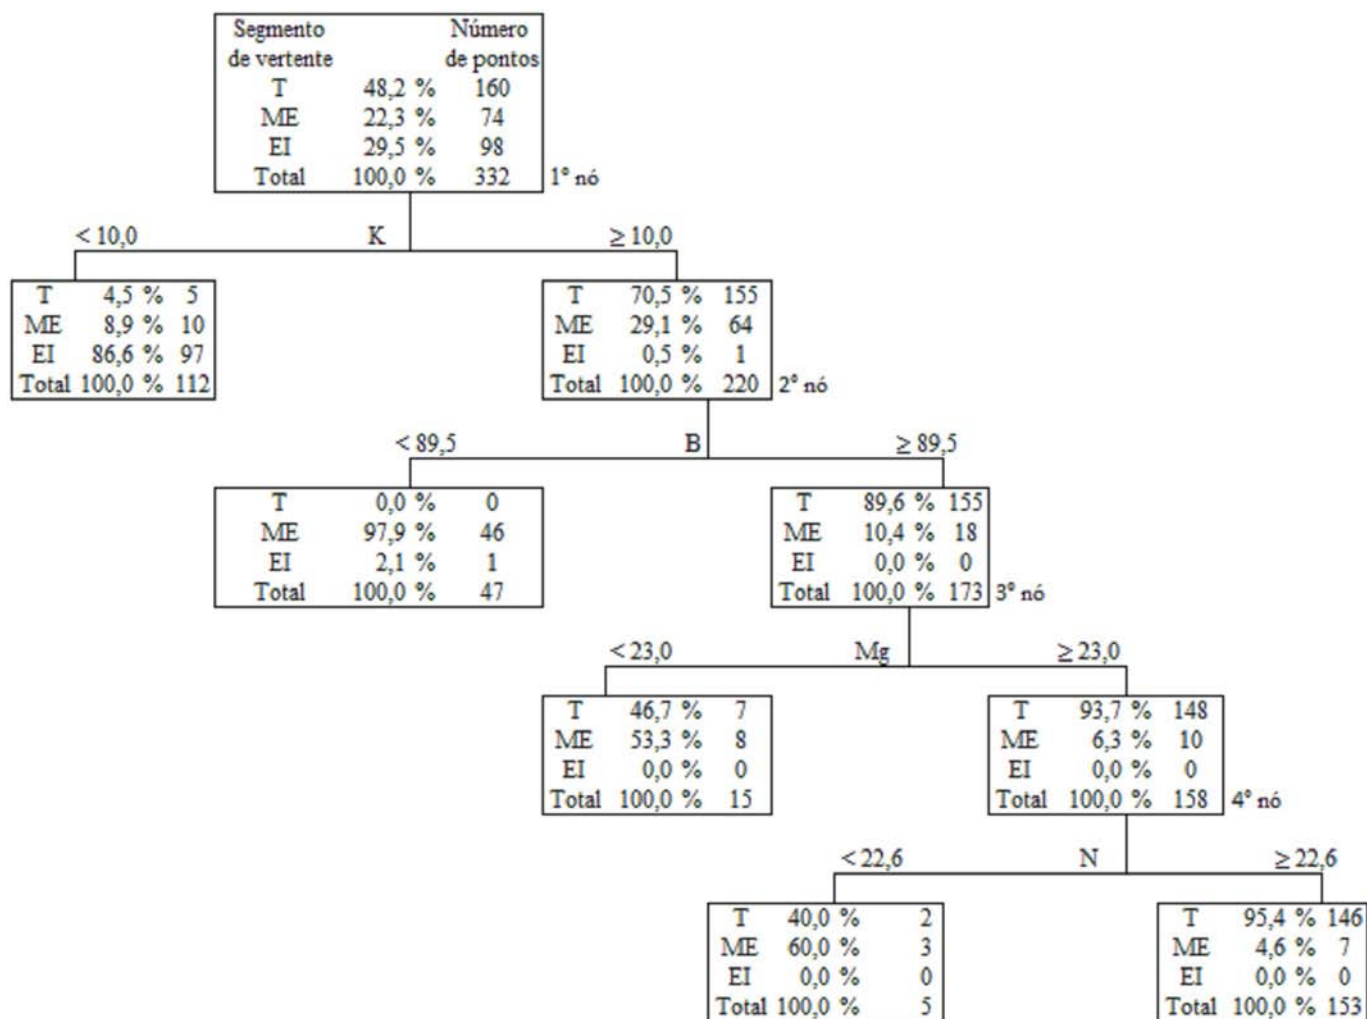 Segmento de vertente Número de pontos
T 48,2 % 160
ME 22,3 % 74
EI 29,5 % 98
Total 100,0 % 332 1º nó
< 10,0 K ≥ 10,0
T 4,5 % 5
ME 8,9 % 10
EI 86,6 % 97
Total 100,0 % 112
T 70,5 % 155
ME 29,1 % 64
EI 0,5 % 1
Total 100,0 % 220 2º nó
< 89,5 B ≥ 89,5
T 0,0 % 0
ME 97,9 % 46
EI 2,1 % 1
Total 100,0 % 47
T 89,6 % 155
ME 10,4 % 18
EI 0,0 % 0
Total 100,0 % 173 3º nó
< 23,0 Mg ≥ 23,0
T 46,7 % 7
ME 53,3 % 8
EI 0,0 % 0
Total 100,0 % 15
T 93,7 % 148
ME 6,3 % 10
EI 0,0 % 0
Total 100,0 % 158 4º nó
< 22,6 N ≥ 22,6
T 40,0 % 2
ME 60,0 % 3
EI 0,0 % 0
Total 100,0 % 5
T 95,4 % 146
ME 4,6 % 7
EI 0,0 % 0
Total 100,0 % 153